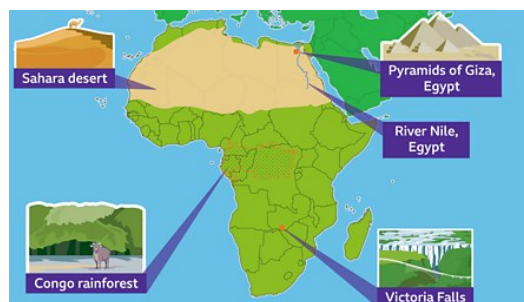 Sahara desert
Pyramids of Giza,
Egypt
River Nile,
Egypt
Congo rainforest
Victoria Falls